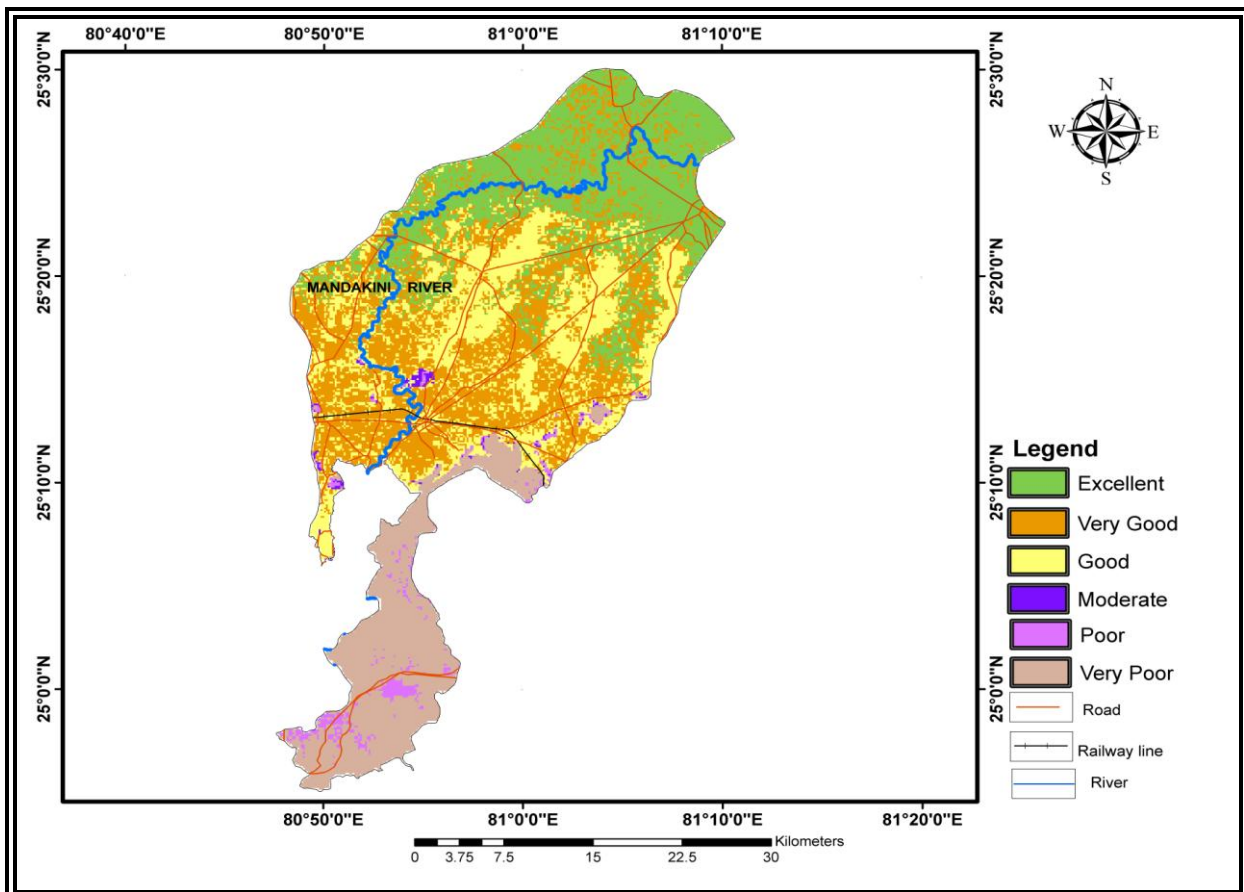 80°40'0"E 80°50'0"E 81°0'0"E 81°10'0"E
25°30'0"N
25°20'0"N
25°10'0"N
25°0'0"N
25°30'0"N
25°20'0"N
25°10'0"N
25°0'0"N
N
W E
S
MANDAKINI RIVER
Legend
Excellent
Very Good
Good
Moderate
Poor
Very Poor
Road
Railway line
River
80°50'0"E 81°0'0"E 81°10'0"E 81°20'0"E
Kilometers
0 3.75 7.5 15 22.5 30